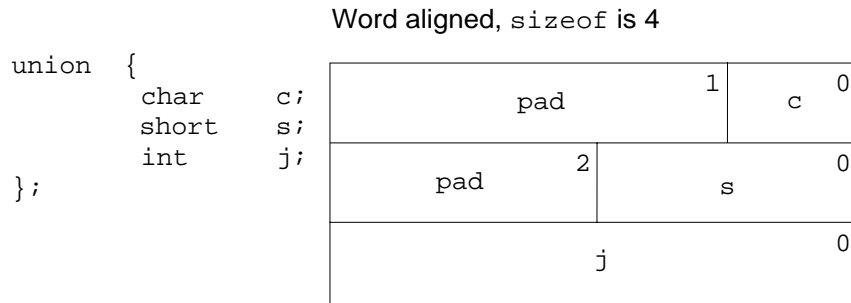 Word aligned, sizeof is 4
union {
char c;
short s;
int j;
};
pad 1 c 0
pad 2 s 0
j 0